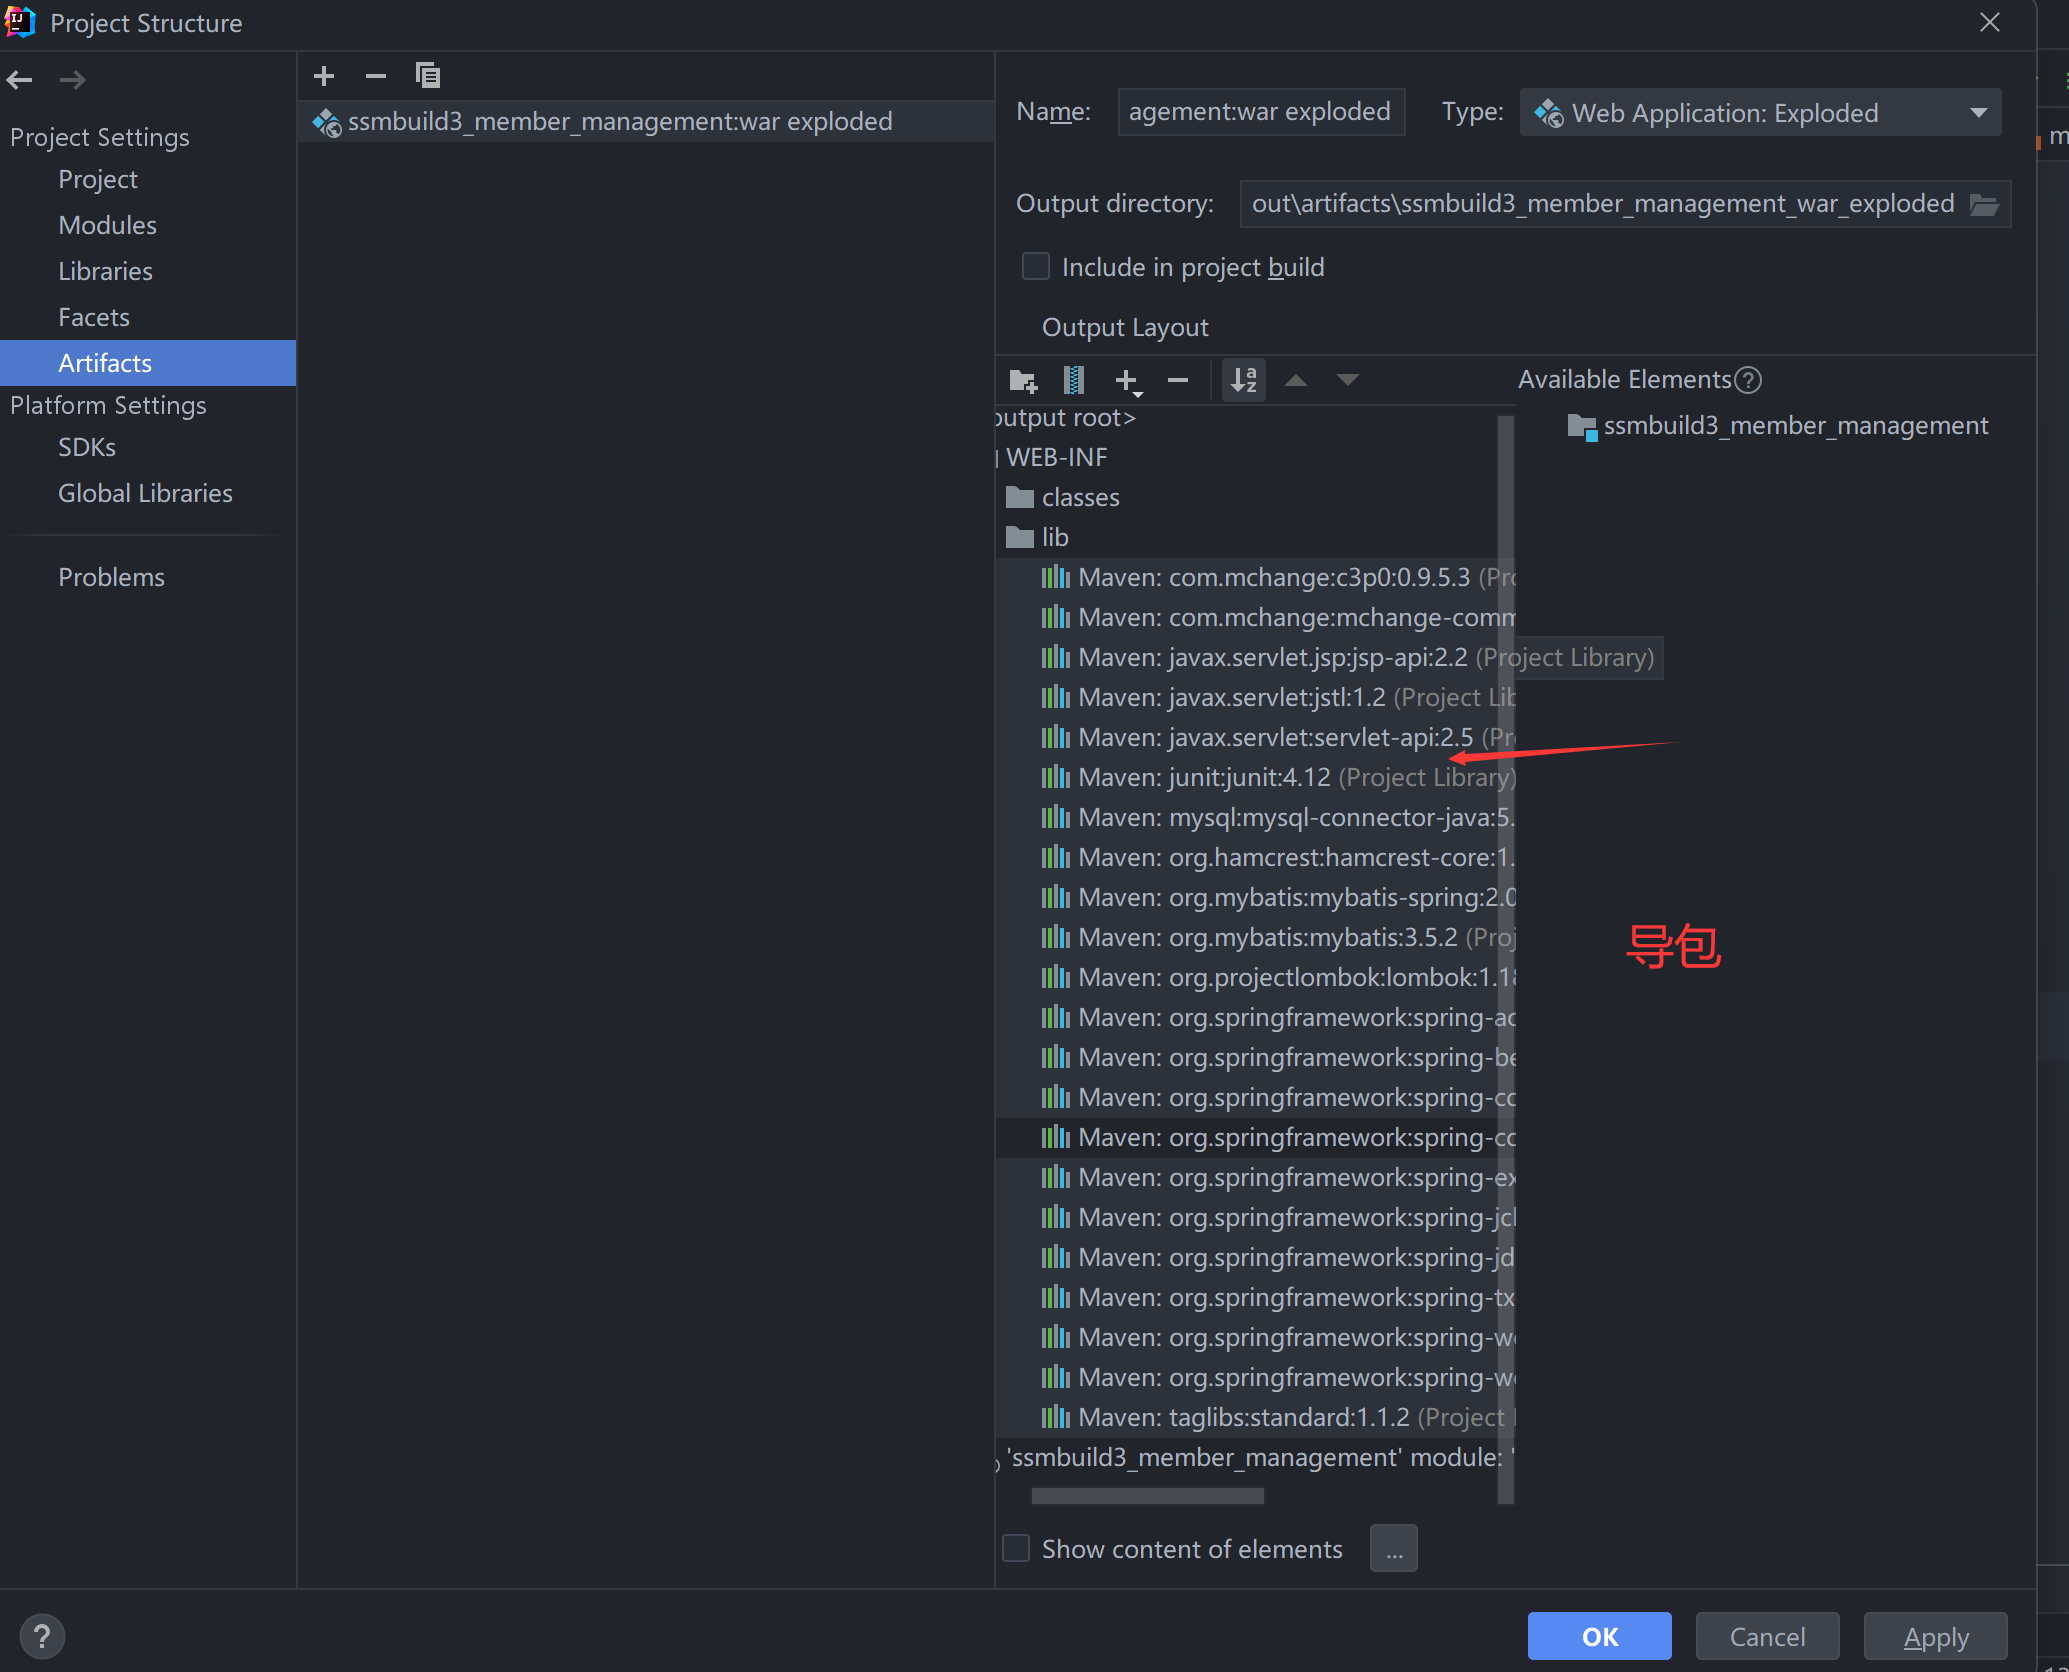 Project Structure
Project Settings
Project
Modules
Libraries
Facets
Artifacts
Platform Settings
SDKs
Global Libraries
Problems
ssmbuild3_member_management:war exploded
Name: agement:war exploded Type: Web Application: Exploded
Output directory: out\artifacts\ssmbuild3_member_management_war_exploded
Include in project build
Output Layout
Available Elements
ssmbuild3_member_management
output root>
WEB-INF
classes
lib
Maven: com.mchange:c3p0:0.9.5.3 (Pro
Maven: com.mchange:mchange-comm
Maven: javax.servlet.jsp:jsp-api:2.2 (Project Library)
Maven: javax.servlet:jstl:1.2 (Project Lib
Maven: javax.servlet:servlet-api:2.5 (Pro
Maven: junit:junit:4.12 (Project Library)
Maven: mysql:mysql-connector-java:5.
Maven: org.hamcrest:hamcrest-core:1.
Maven: org.mybatis:mybatis-spring:2.0
Maven: org.mybatis:mybatis:3.5.2 (Proj
Maven: org.projectlombok:lombok:1.18
Maven: org.springframework:spring-ao
Maven: org.springframework:spring-be
Maven: org.springframework:spring-co
Maven: org.springframework:spring-co
Maven: org.springframework:spring-ex
Maven: org.springframework:spring-jcl
Maven: org.springframework:spring-jd
Maven: org.springframework:spring-tx
Maven: org.springframework:spring-we
Maven: org.springframework:spring-we
Maven: taglibs:standard:1.1.2 (Project
'ssmbuild3_member_management' module: '
导包
Show content of elements ...
? OK Cancel Apply